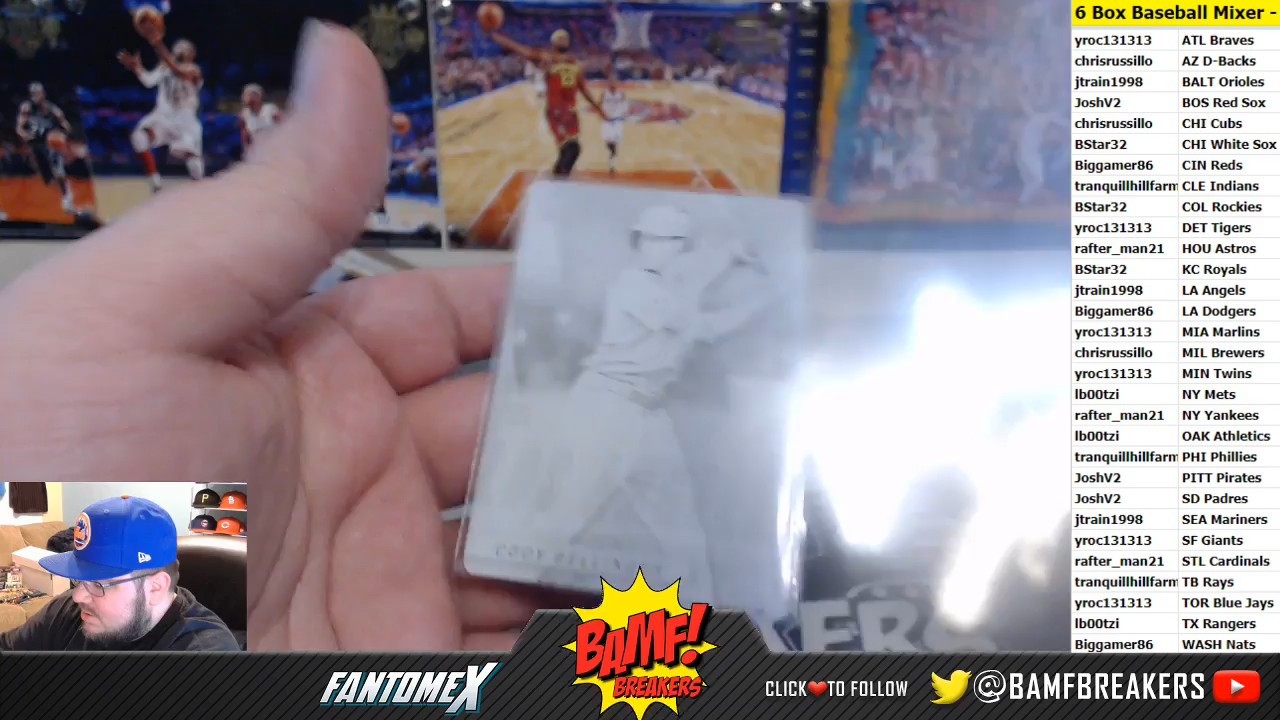 6 Box Baseball Mixer -
yroc131313 ATL Braves
chrisrussillo AZ D-Backs
jtrain1998 BALT Orioles
JoshV2 BOS Red Sox
chrisrussillo CHI Cubs
BStar32 CHI White Sox
Biggamer86 CIN Reds
tranquillhillfarm CLE Indians
BStar32 COL Rockies
yroc131313 DET Tigers
rafter_man21 HOU Astros
BStar32 KC Royals
jtrain1998 LA Angels
Biggamer86 LA Dodgers
yroc131313 MIA Marlins
chrisrussillo MIL Brewers
yroc131313 MIN Twins
lb00tzi NY Mets
rafter_man21 NY Yankees
lb00tzi OAK Athletics
tranquillhillfarm PHI Phillies
JoshV2 PITT Pirates
JoshV2 SD Padres
jtrain1998 SEA Mariners
yroc131313 SF Giants
rafter_man21 STL Cardinals
tranquillhillfarm TB Rays
yroc131313 TOR Blue Jays
lb00tzi TX Rangers
Biggamer86 WASH Nats
CODY
BAMF!
BREAKERS
FANTOMEX
CLICK TO FOLLOW
@BAMFBREAKERS